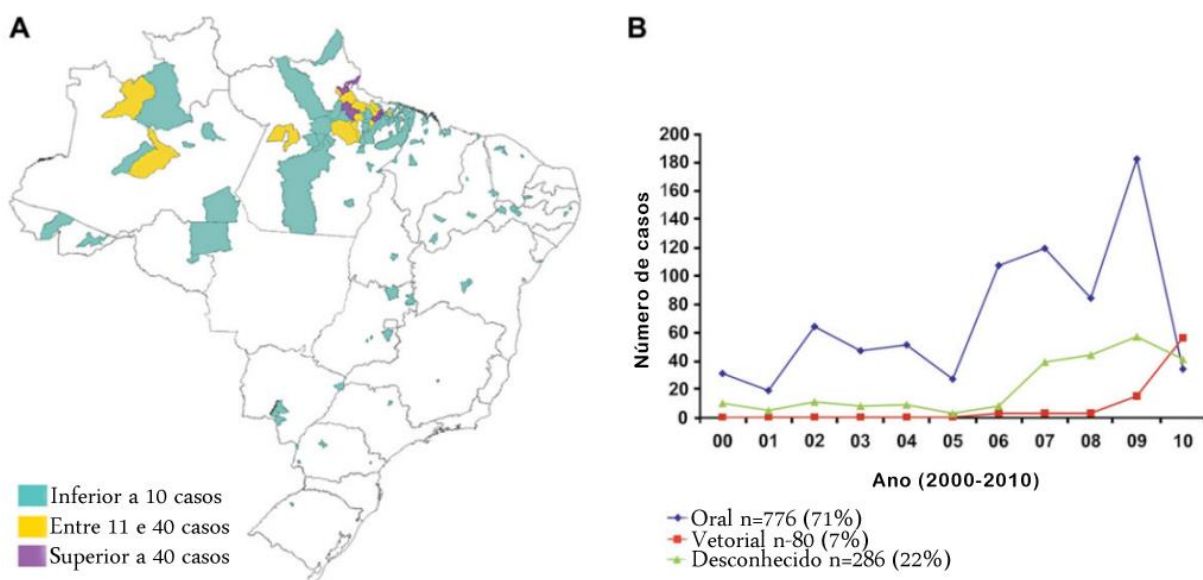 A
Inferior a 10 casos
Entre 11 e 40 casos
Superior a 40 casos
B
Número de casos
200
180
160
140
120
100
80
60
40
20
0
00 01 02 03 04 05 06 07 08 09 10
Ano (2000-2010)
Oral n=776 (71%)
Vetorial n-80 (7%)
Desconhecido n=286 (22%)